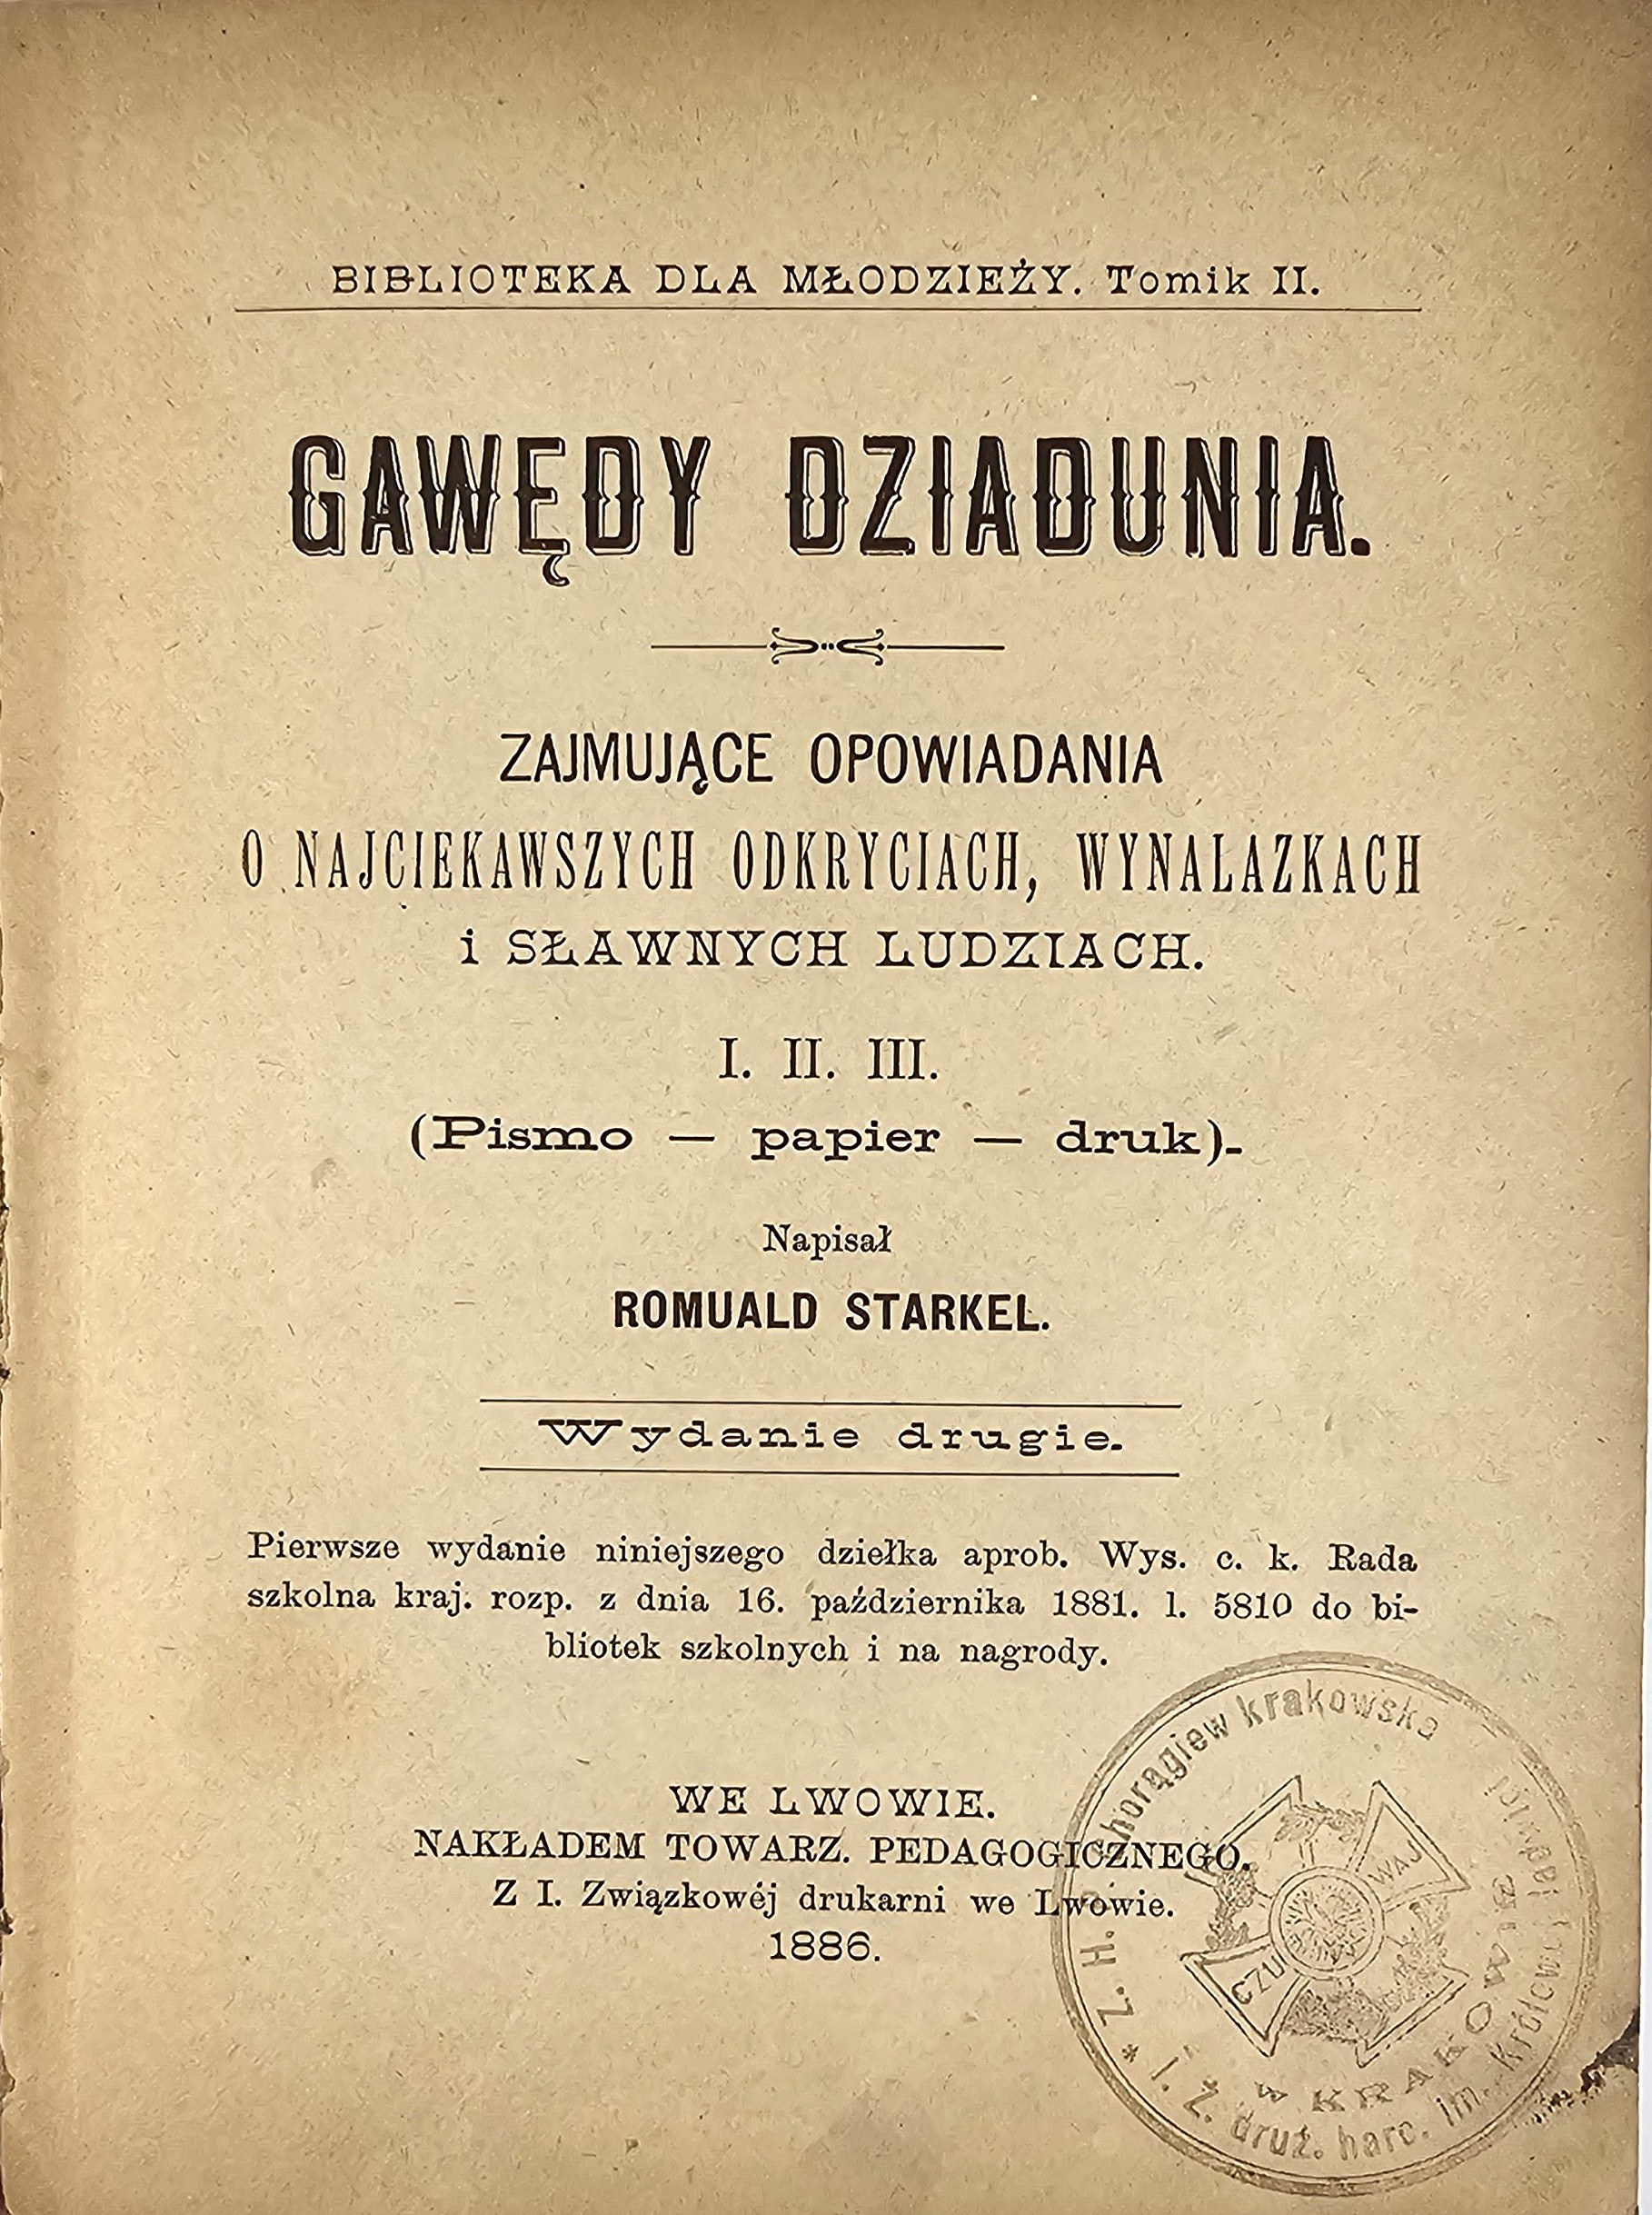 BIBLIOTEKA DLA MŁODZIEŻY. Tomik II.
GAWĘDY DZIADUNIA.
ZAJMUJĄCE OPOWIADANIA
O NAJCIEKAWSZYCH ODKRYCIACH, WYNALAZKACH
i SŁAWNYCH LUDZIACH.
I. II. III.
(Pismo — papier — druk).
Napisał
ROMUALD STARKEL.
Wydanie drugie.
Pierwsze wydanie niniejszego dziełka aprob. Wys. c. k. Rada
szkolna kraj. rozp. z dnia 16. października 1881. l. 5810 do bi-
bliotek szkolnych i na nagrody.
WE LWOWIE.
NAKŁADEM TOWARZ. PEDAGOGICZNEGO.
Z I. Związkowéj drukarni we Lwowie.
1886.
Z. H. P. Chorągiew krakowska
* I. Ż. druż. harc. im. Królowej Jadwigi
W KRAKOWIE
CZUWAJ